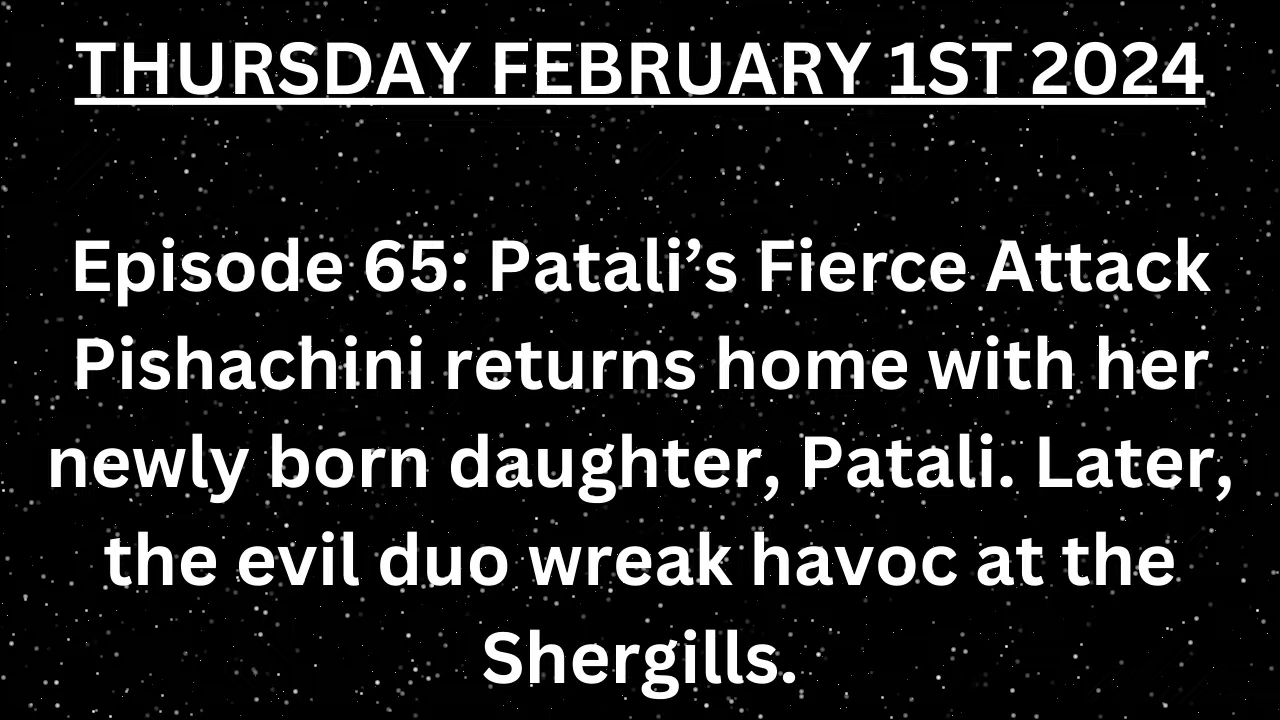 THURSDAY FEBRUARY 1ST 2024
Episode 65: Patali’s Fierce Attack
Pishachini returns home with her
newly born daughter, Patali. Later,
the evil duo wreak havoc at the
Shergills.